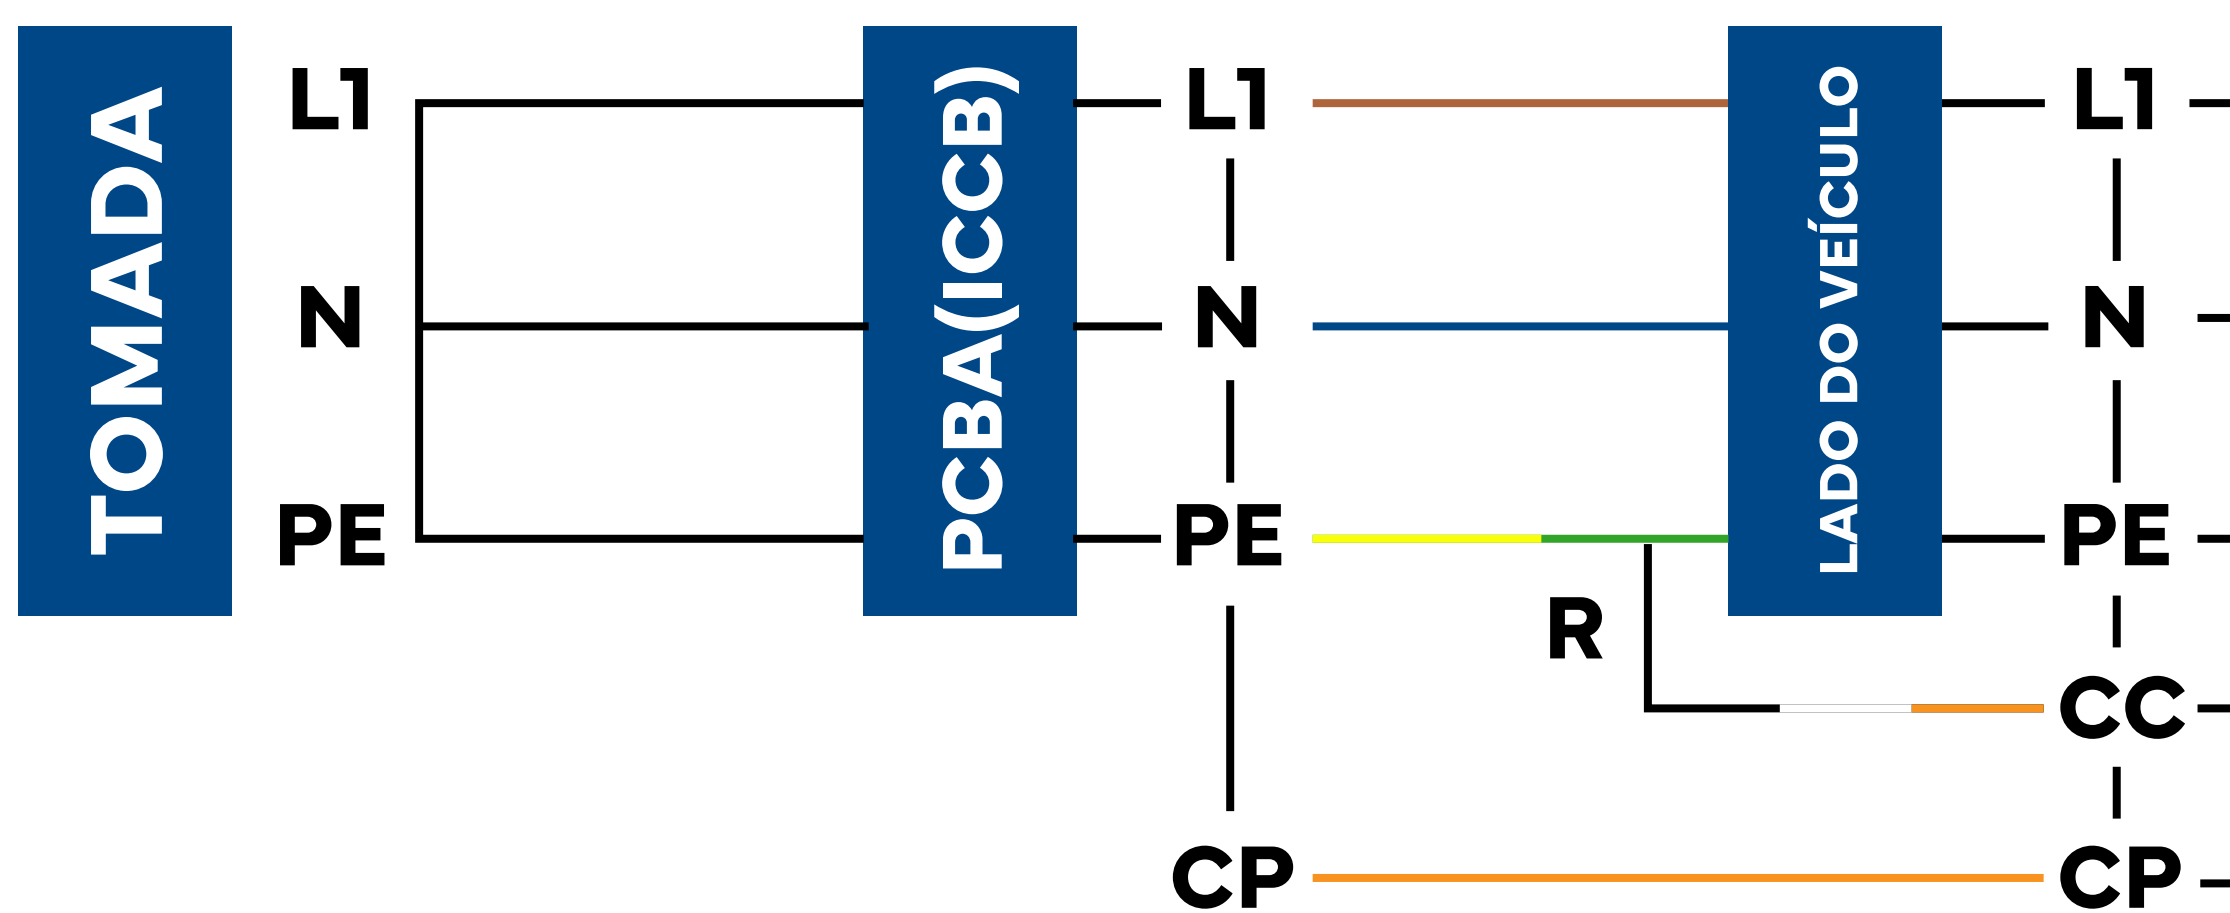 TOMADA
L1
N
PE
PCBA(ICCB)
L1
N
PE
CP
R
LADO DO VEÍCULO
L1
N
PE
CC
CP